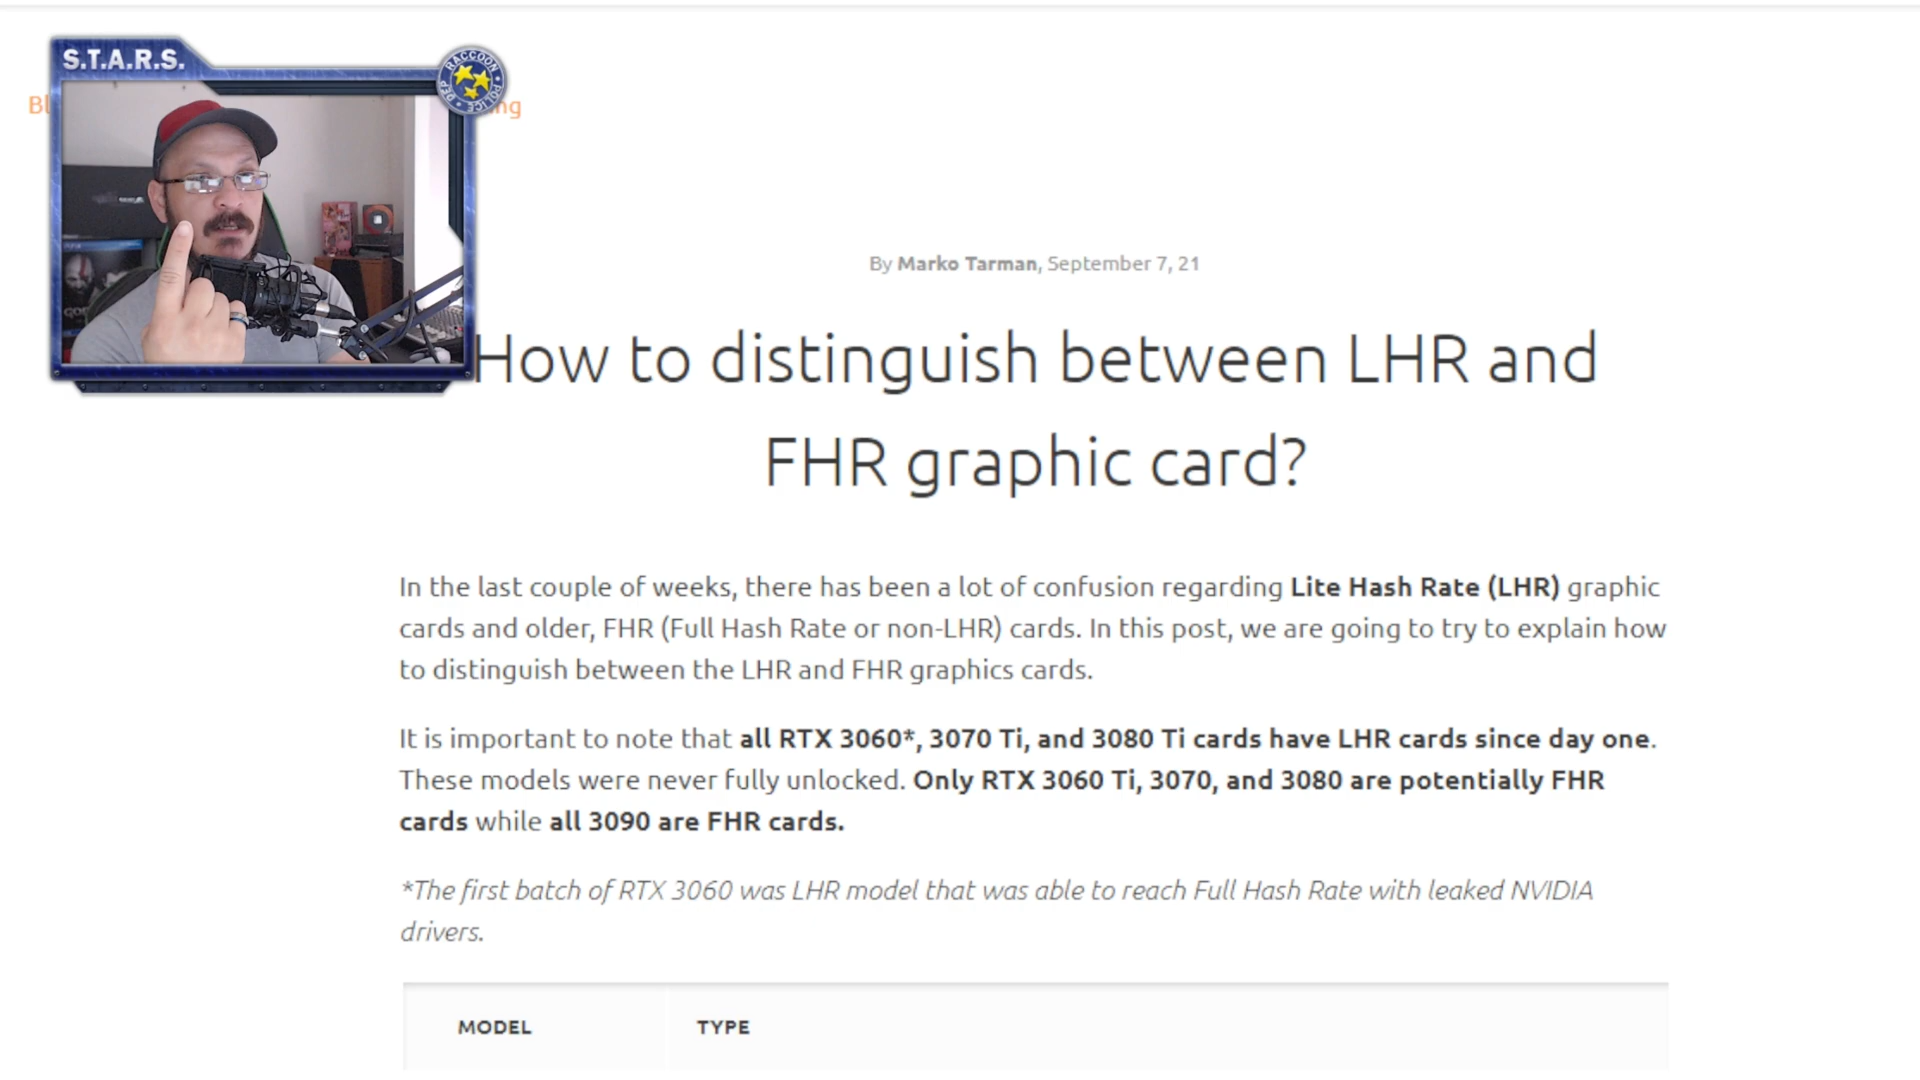 S.T.A.R.S.
RACCOON POLICE DEP
Bl
ng
By Marko Tarman, September 7, 21
How to distinguish between LHR and
FHR graphic card?
In the last couple of weeks, there has been a lot of confusion regarding Lite Hash Rate (LHR) graphic
cards and older, FHR (Full Hash Rate or non-LHR) cards. In this post, we are going to try to explain how
to distinguish between the LHR and FHR graphics cards.
It is important to note that all RTX 3060*, 3070 Ti, and 3080 Ti cards have LHR cards since day one.
These models were never fully unlocked. Only RTX 3060 Ti, 3070, and 3080 are potentially FHR
cards while all 3090 are FHR cards.
*The first batch of RTX 3060 was LHR model that was able to reach Full Hash Rate with leaked NVIDIA
drivers.
MODEL TYPE